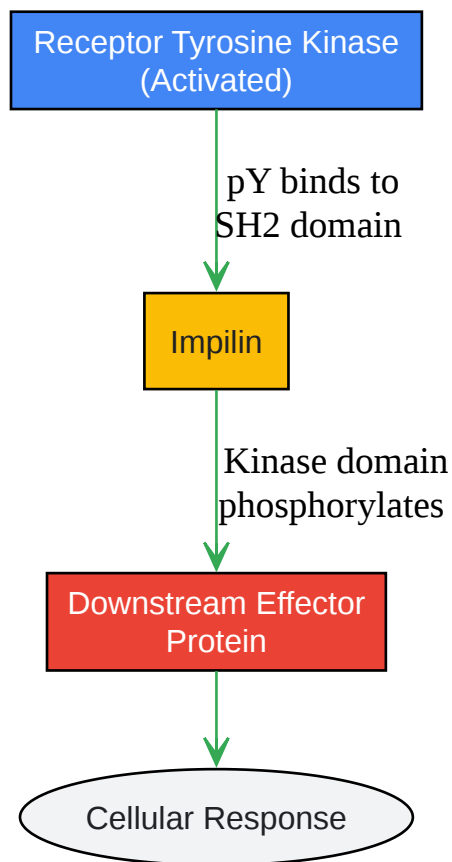 Receptor Tyrosine Kinase
(Activated)
pY binds to
SH2 domain
Impilin
Kinase domain
phosphorylates
Downstream Effector
Protein
Cellular Response